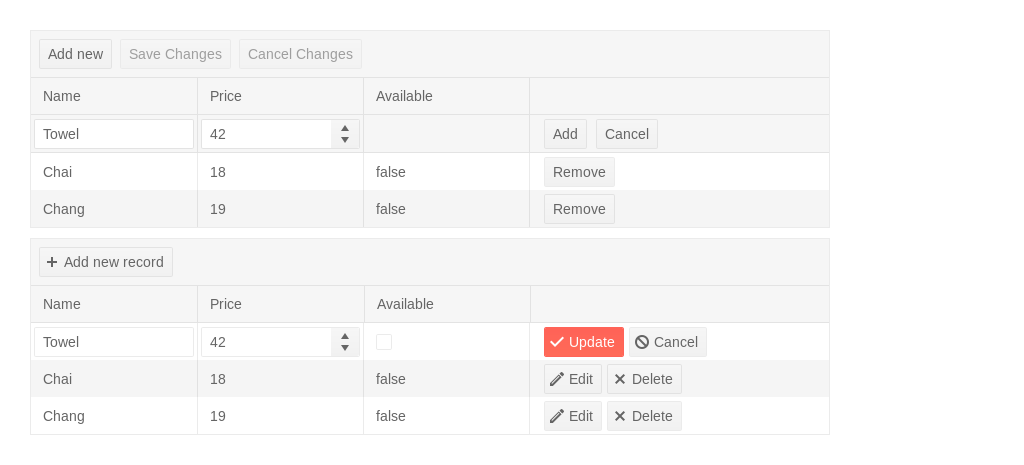 Add new Save Changes Cancel Changes
Name Price Available
Towel 42 Add Cancel
Chai 18 false Remove
Chang 19 false Remove
Add new record
Name Price Available
Towel 42 Update Cancel
Chai 18 false Edit Delete
Chang 19 false Edit Delete